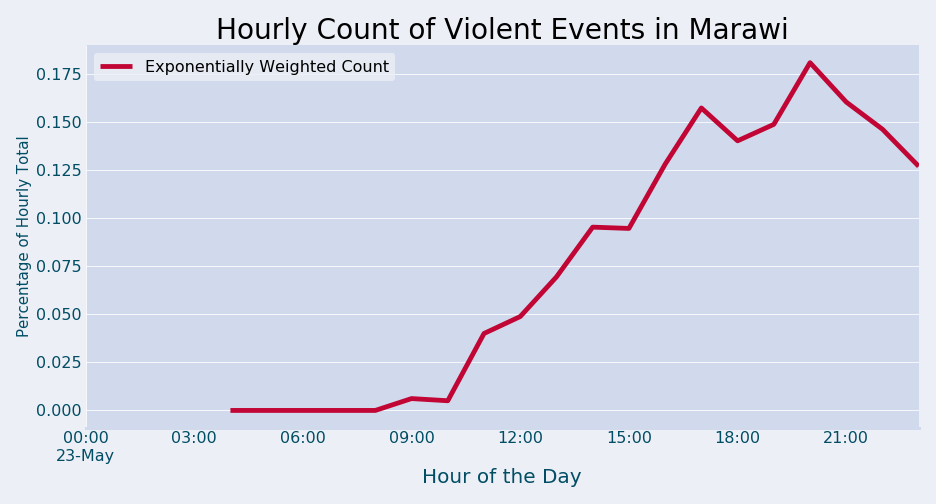 Hourly Count of Violent Events in Marawi
Exponentially Weighted Count
Percentage of Hourly Total
0.175
0.150
0.125
0.100
0.075
0.050
0.025
0.000
00:00 03:00 06:00 09:00 12:00 15:00 18:00 21:00
23-May
Hour of the Day